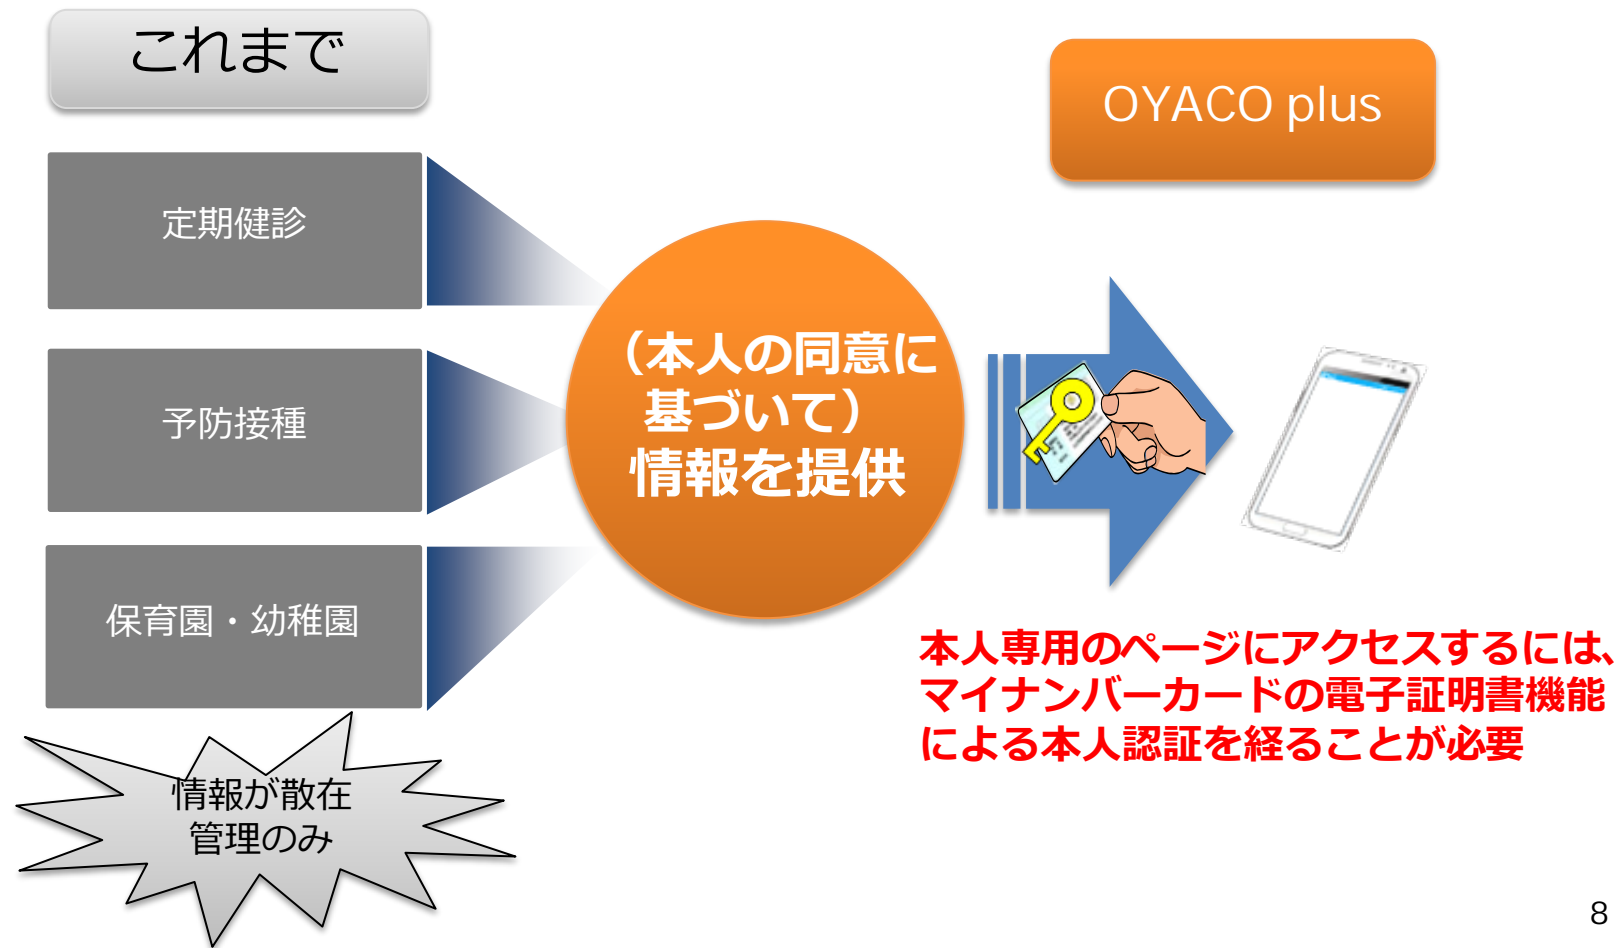 これまで
OYACO plus
定期健診
予防接種
保育園・幼稚園
（本人の同意に
基づいて）
情報を提供
本人専用のページにアクセスするには、
マイナンバーカードの電子証明書機能
による本人認証を経ることが必要
情報が散在
管理のみ
8